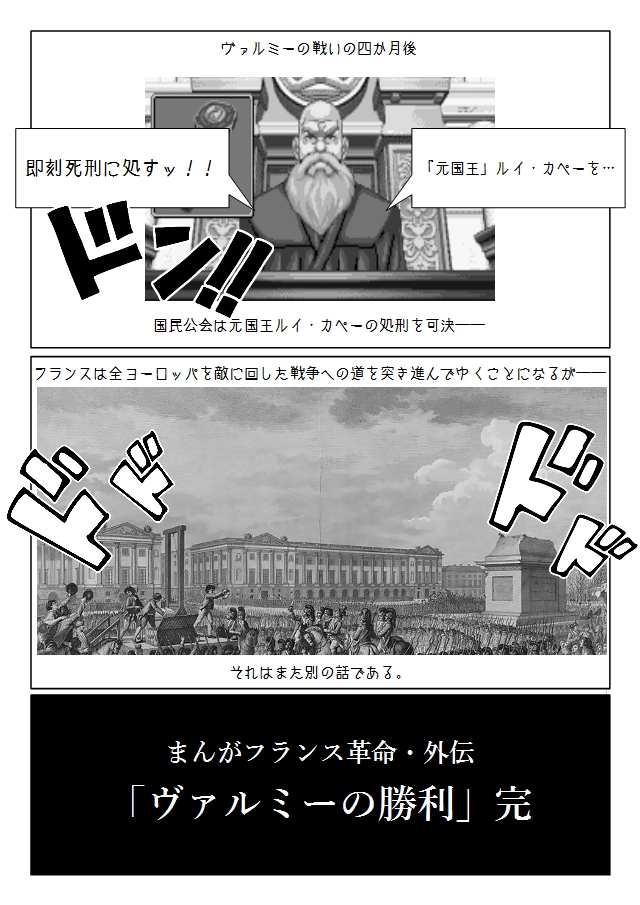 ヴァルミーの戦いの四か月後
「元国王」ルイ・カペーを…
即刻死刑に処すッ！！
ドン!!
国民公会は元国王ルイ・カペーの処刑を可決――
フランスは全ヨーロッパを敵に回した戦争への道を突き進んでゆくことになるが――
ドド
ドド
それはまた別の話である。
まんがフランス革命・外伝
「ヴァルミーの勝利」完